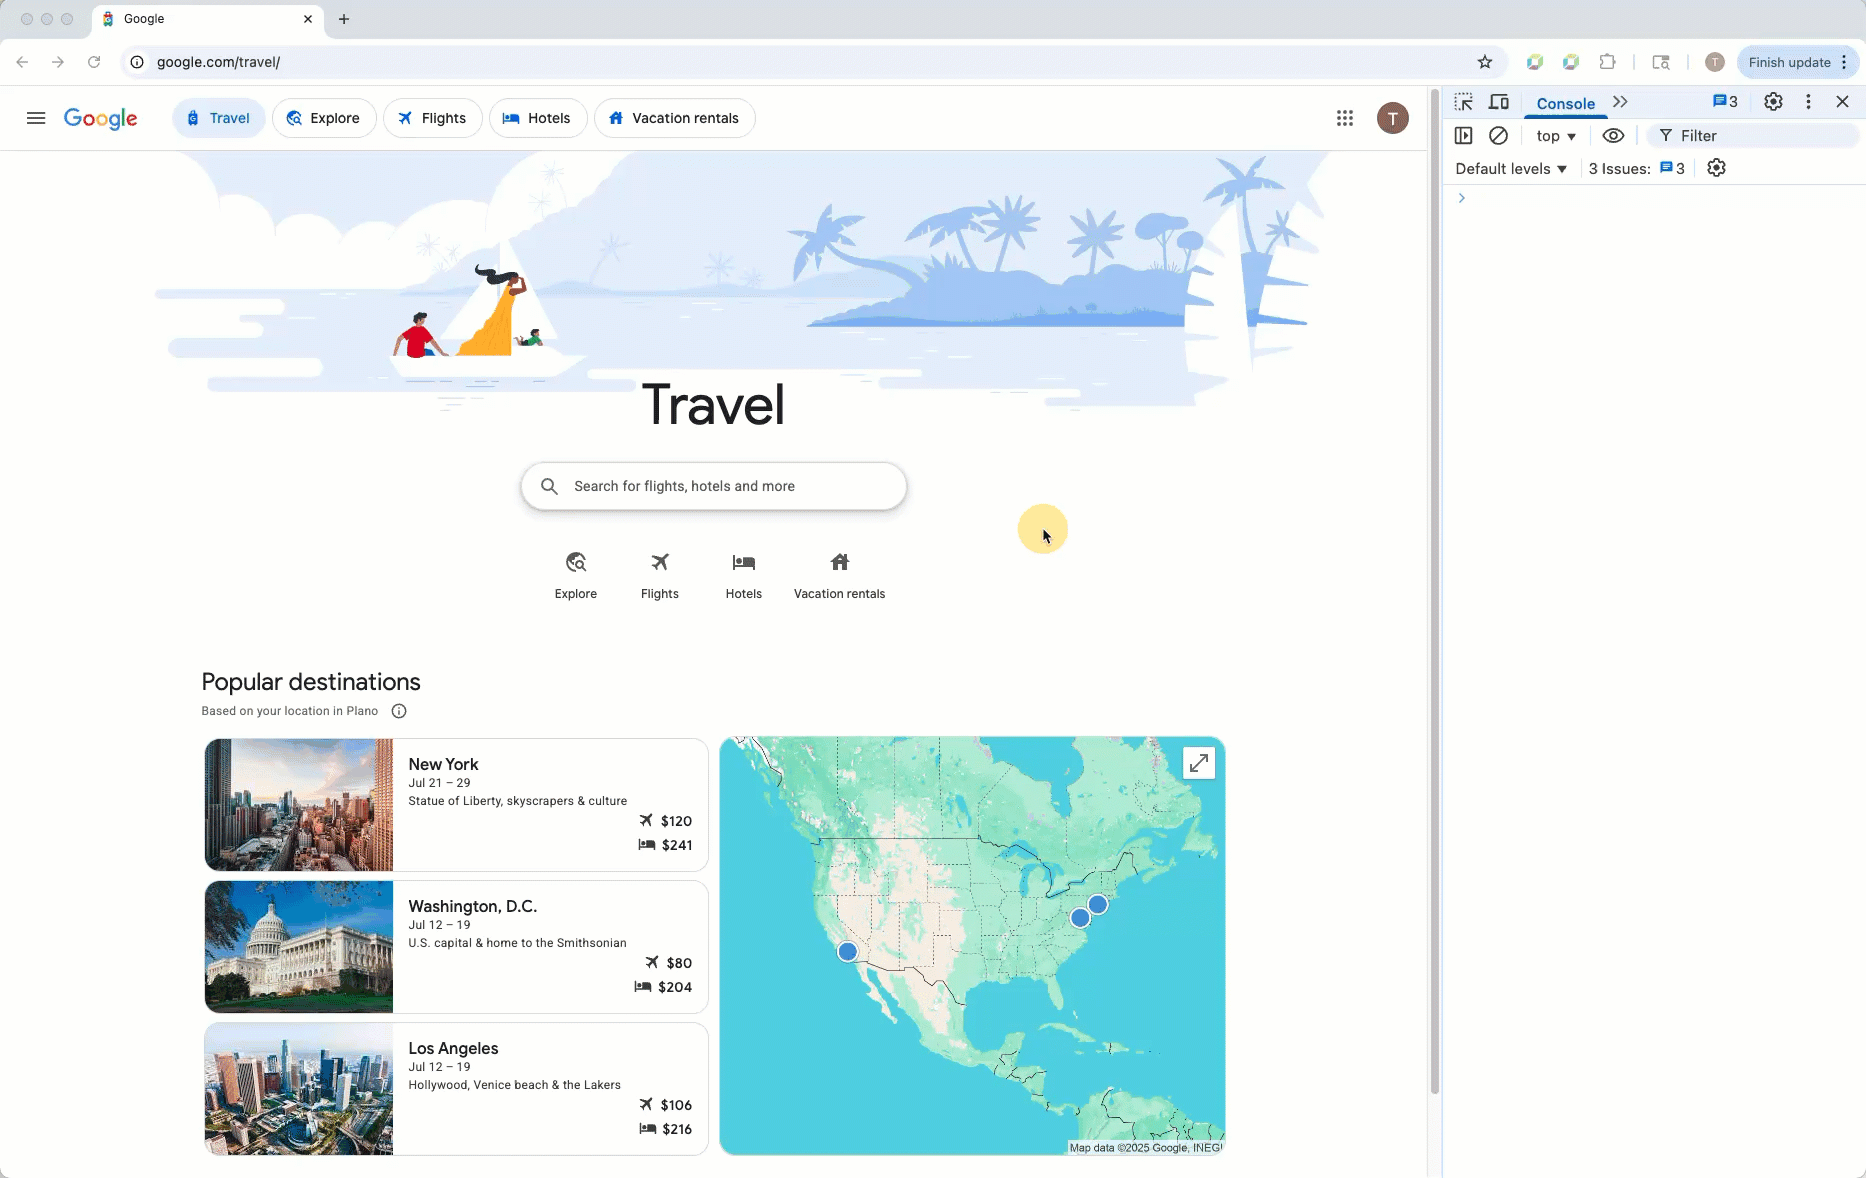 Google
google.com/travel/
T
Finish update
Google
Travel
Explore
Flights
Hotels
Vacation rentals
T
Travel
Search for flights, hotels and more
Explore
Flights
Hotels
Vacation rentals
Popular destinations
Based on your location in Plano
New York
Jul 21 – 29
Statue of Liberty, skyscrapers & culture
$120
$241
Washington, D.C.
Jul 12 – 19
U.S. capital & home to the Smithsonian
$80
$204
Los Angeles
Jul 12 – 19
Hollywood, Venice beach & the Lakers
$106
$216
Map data ©2025 Google, INEGI
Console
3
top
Filter
Default levels
3 Issues:
3